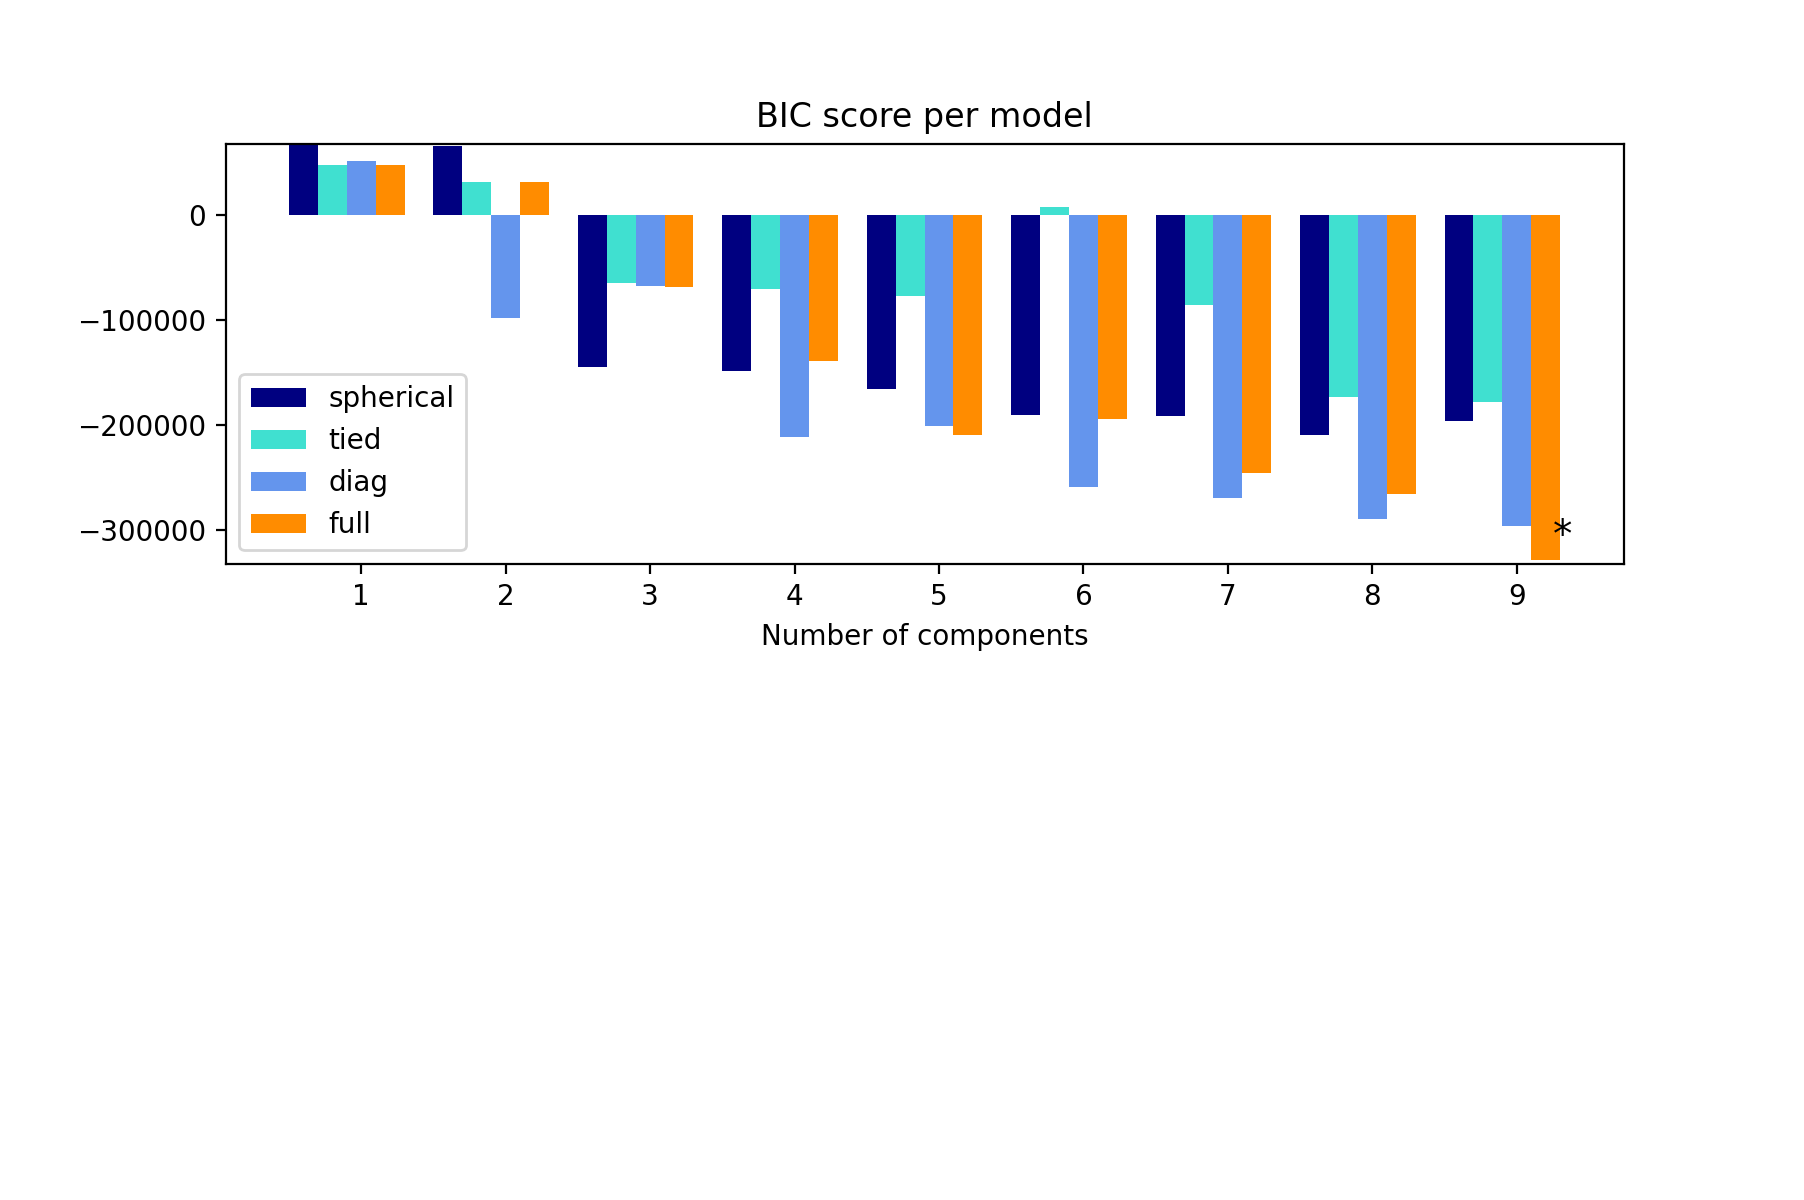 BIC score per model
0
−100000
−200000
−300000
spherical
tied
diag
full
*
1 2 3 4 5 6 7 8 9
Number of components